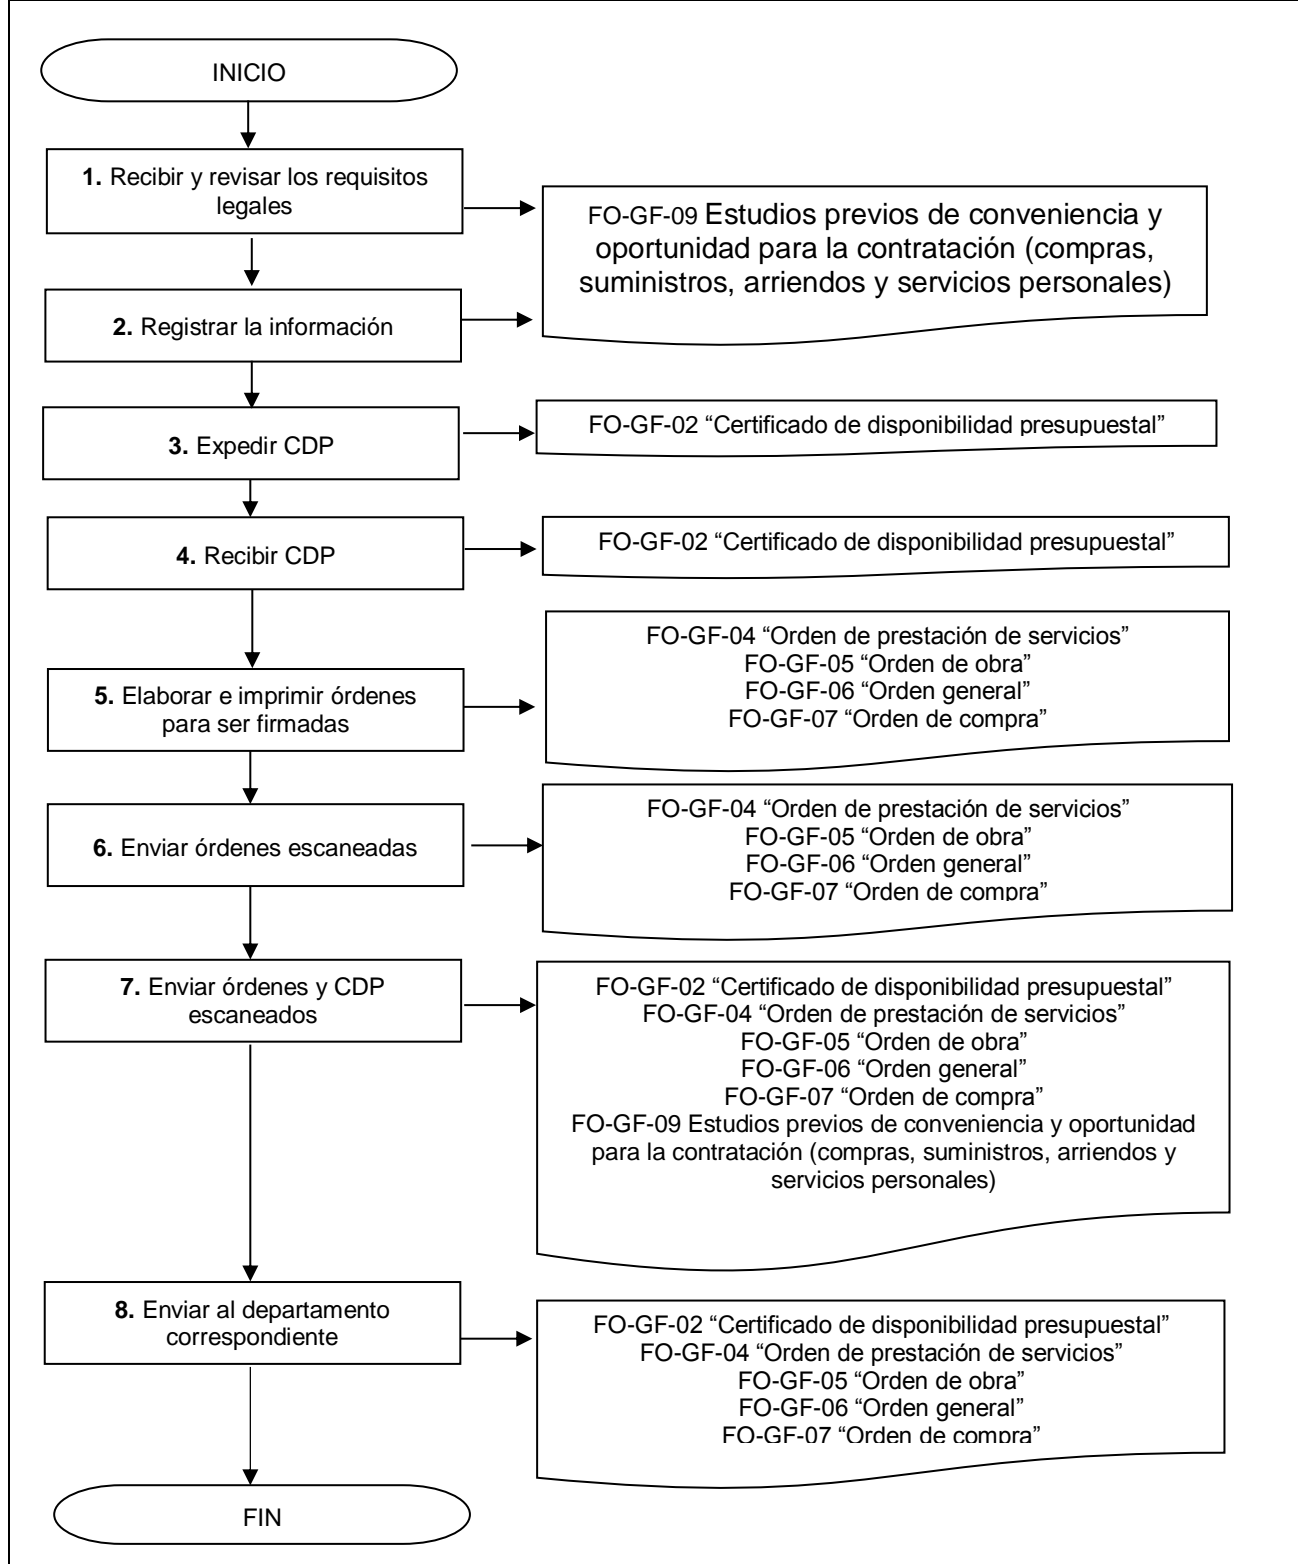 INICIO
1. Recibir y revisar los requisitos
legales
FO-GF-09 Estudios previos de conveniencia y
oportunidad para la contratación (compras,
suministros, arriendos y servicios personales)
2. Registrar la información
3. Expedir CDP
FO-GF-02 “Certificado de disponibilidad presupuestal”
4. Recibir CDP
FO-GF-02 “Certificado de disponibilidad presupuestal”
5. Elaborar e imprimir órdenes
para ser firmadas
FO-GF-04 “Orden de prestación de servicios”
FO-GF-05 “Orden de obra”
FO-GF-06 “Orden general”
FO-GF-07 “Orden de compra”
6. Enviar órdenes escaneadas
FO-GF-04 “Orden de prestación de servicios”
FO-GF-05 “Orden de obra”
FO-GF-06 “Orden general”
FO-GF-07 “Orden de compra”
7. Enviar órdenes y CDP
escaneados
FO-GF-02 “Certificado de disponibilidad presupuestal”
FO-GF-04 “Orden de prestación de servicios”
FO-GF-05 “Orden de obra”
FO-GF-06 “Orden general”
FO-GF-07 “Orden de compra”
FO-GF-09 Estudios previos de conveniencia y oportunidad
para la contratación (compras, suministros, arriendos y
servicios personales)
8. Enviar al departamento
correspondiente
FO-GF-02 “Certificado de disponibilidad presupuestal”
FO-GF-04 “Orden de prestación de servicios”
FO-GF-05 “Orden de obra”
FO-GF-06 “Orden general”
FO-GF-07 “Orden de compra”
FIN